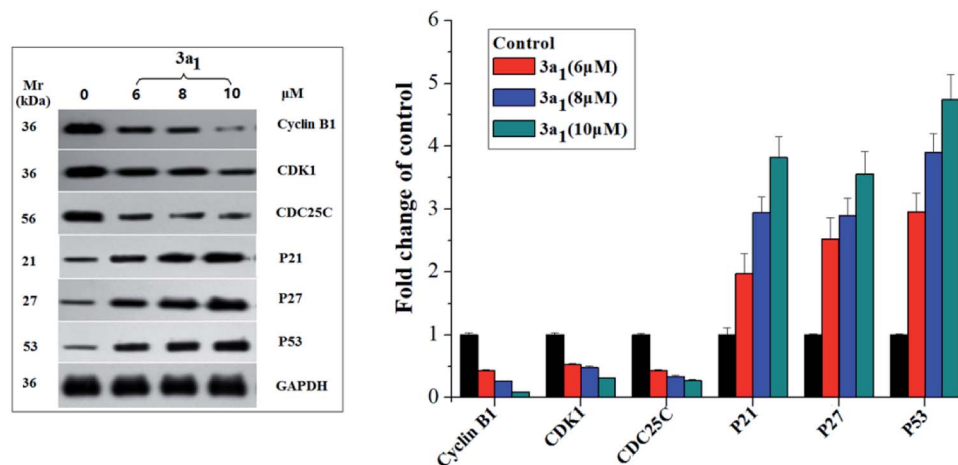 3a1
Mr
(kDa)
0 6 8 10 μM
36 Cyclin B1
36 CDK1
56 CDC25C
21 P21
27 P27
53 P53
36 GAPDH
Fold change of control
6
5
4
3
2
1
0
Control
3a1(6μM)
3a1(8μM)
3a1(10μM)
Cyclin B1 CDK1 CDC25C P21 P27 P53